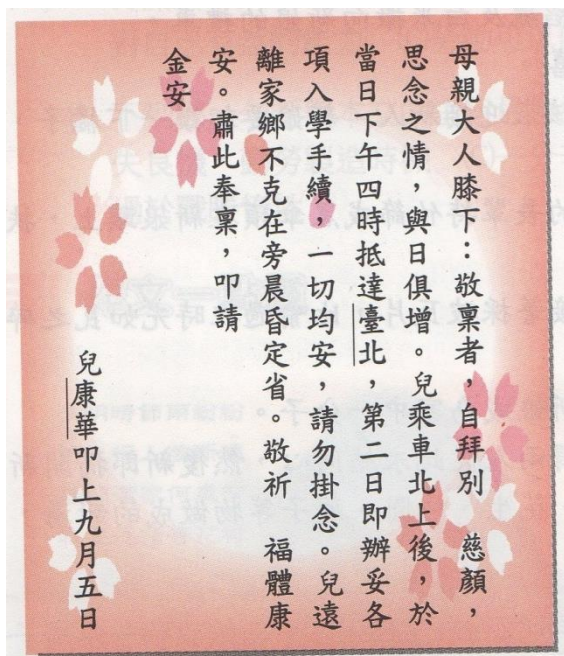 母親大人膝下：敬稟者，自拜別　慈顏，
思念之情，與日俱增。兒乘車北上後，於
當日下午四時抵達臺北，第二日即辦妥各
項入學手續，一切均安，請勿掛念。兒遠
離家鄉不克在旁晨昏定省。敬祈　福體康
安。肅此奉稟，叩請
金安
兒康華叩上九月五日